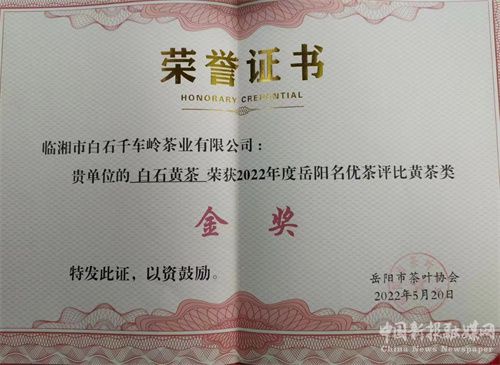 荣誉证书
HONORARY CREDENTIAL
临湘市白石千车岭茶业有限公司：
贵单位的 白石黄茶 荣获2022年度岳阳名优茶评比黄茶类
金奖
特发此证，以资鼓励。
岳阳市茶叶协会
2022年5月20日
中国新报融媒网
China News Newspaper